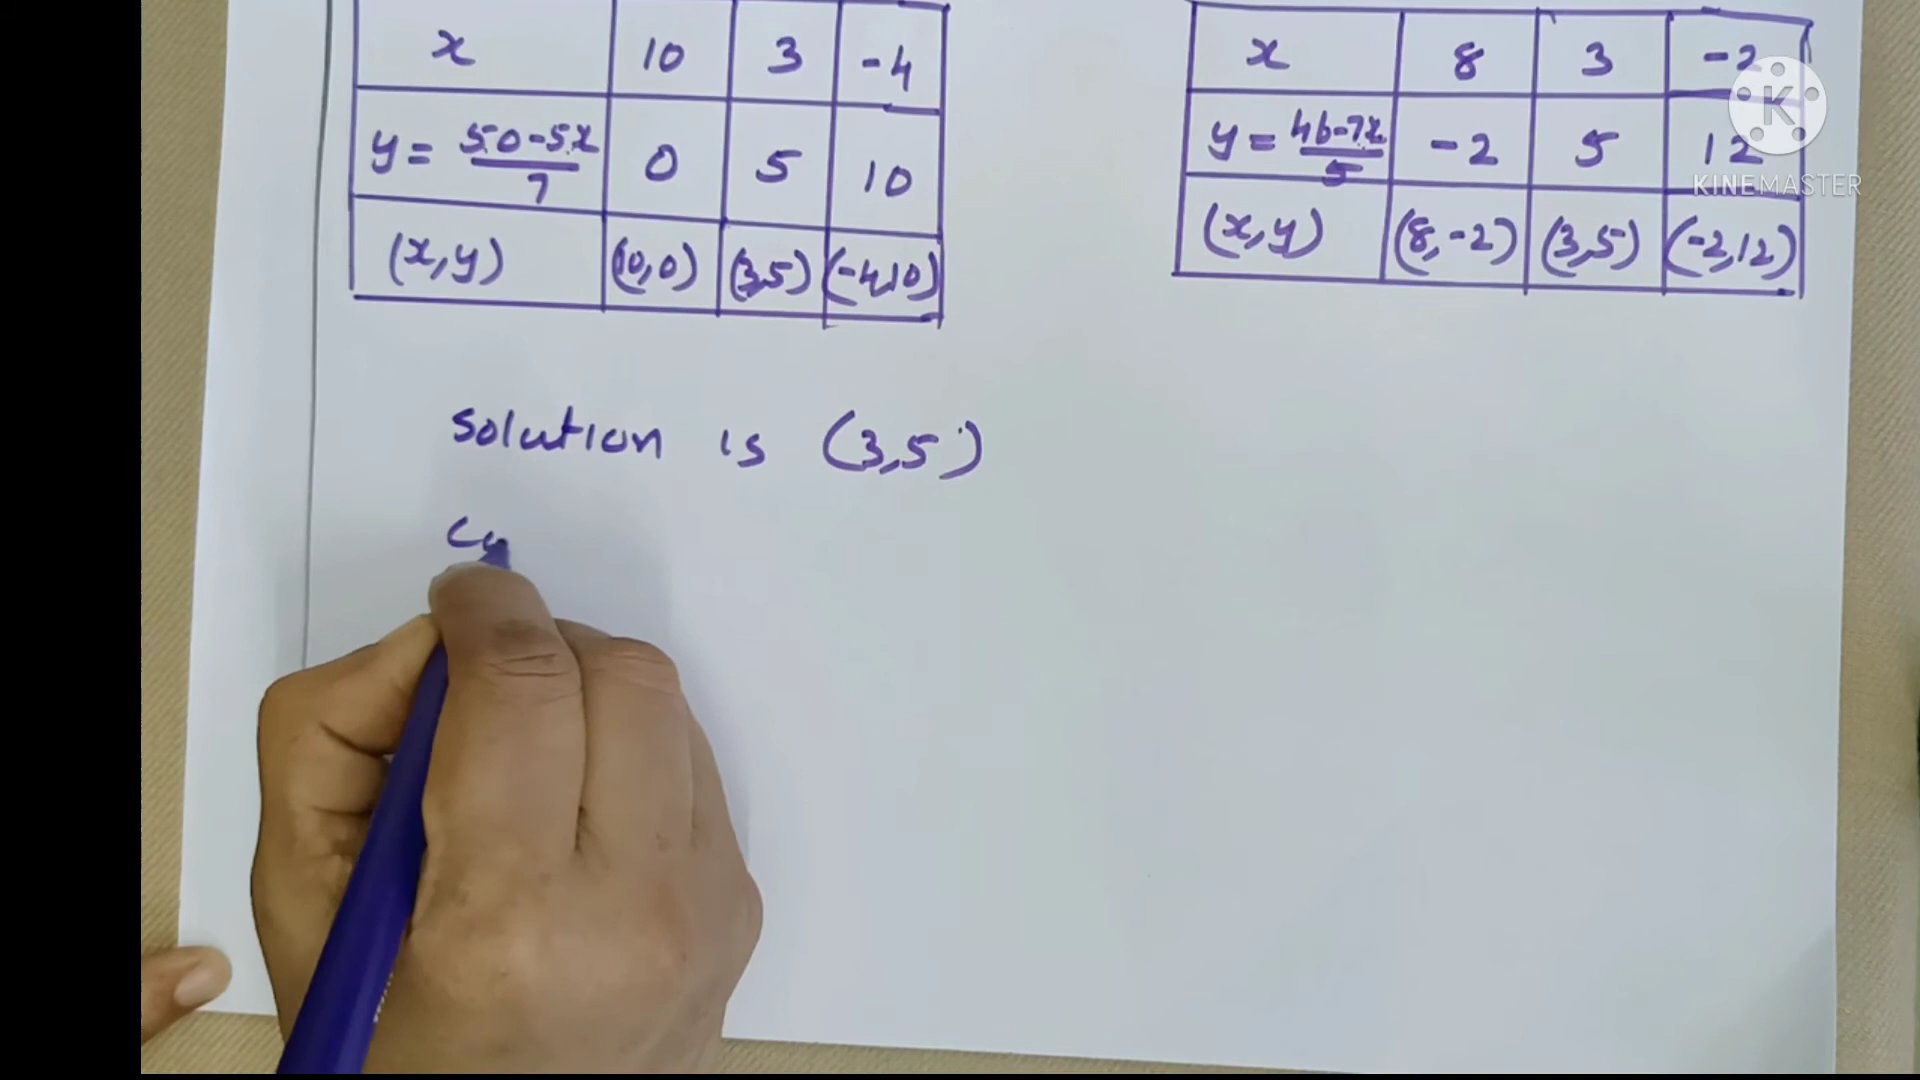 x 10 3 -4
y = 50-5x/7 0 5 10
(x,y) (10,0) (3,5) (-4,10)
x 8 3 -2
y = 46-7x/5 -2 5 12
(x,y) (8,-2) (3,5) (-2,12)
K
KINEMASTER
Solution is (3,5)